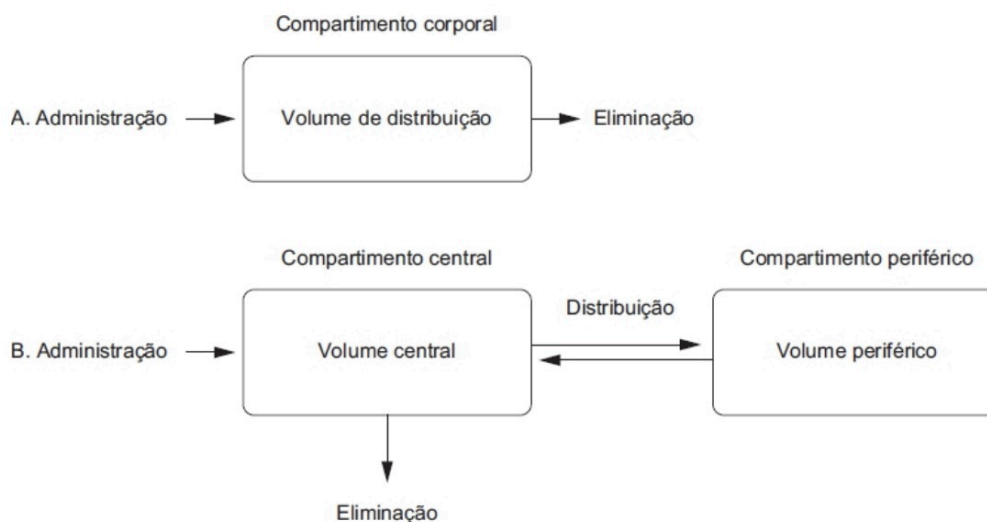 Compartimento corporal
A. Administração
Volume de distribuição
Eliminação
Compartimento central
Compartimento periférico
Distribuição
B. Administração
Volume central
Volume periférico
Eliminação